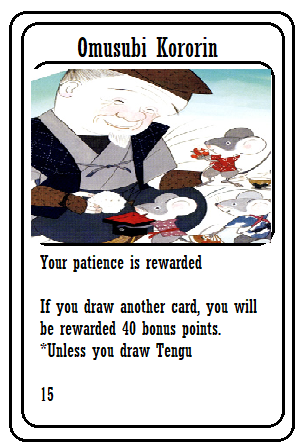 Omusubi Kororin
Your patience is rewarded
If you draw another card, you will
be rewarded 40 bonus points.
*Unless you draw Tengu
15